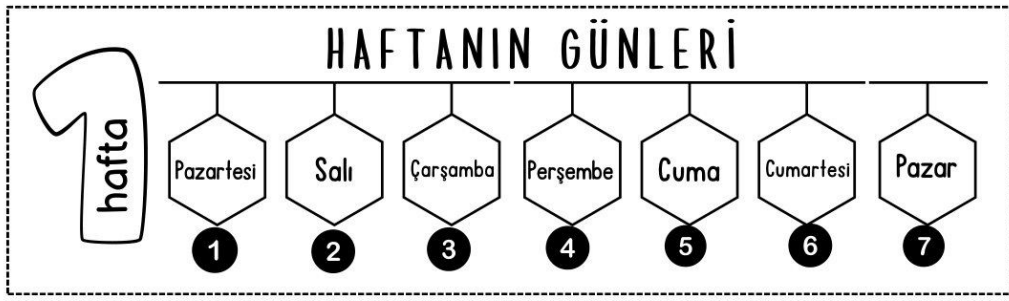 HAFTANIN GÜNLERİ
1
hafta
Pazartesi Salı Çarşamba Perşembe Cuma Cumartesi Pazar
1 2 3 4 5 6 7